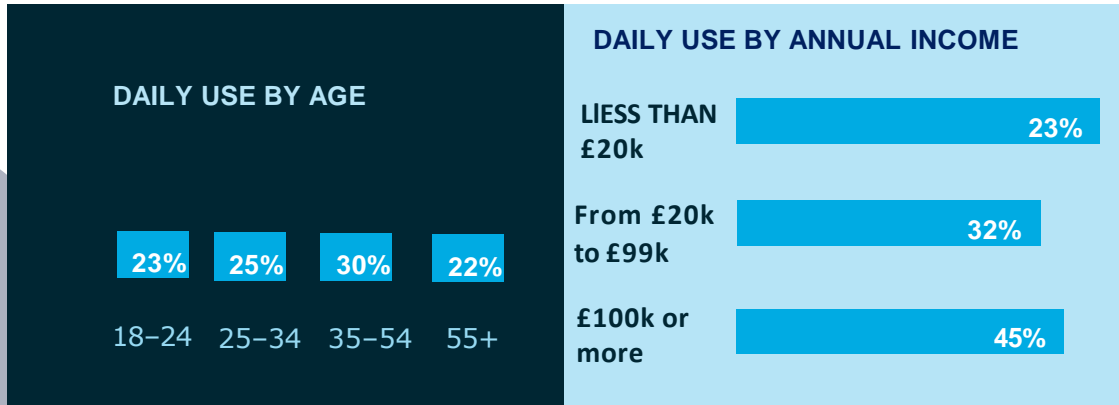 DAILY USE BY AGE
23% 25% 30% 22%
18–24 25–34 35–54 55+
DAILY USE BY ANNUAL INCOME
LlESS THAN
£20k
23%
From £20k
to £99k
32%
£100k or
more
45%